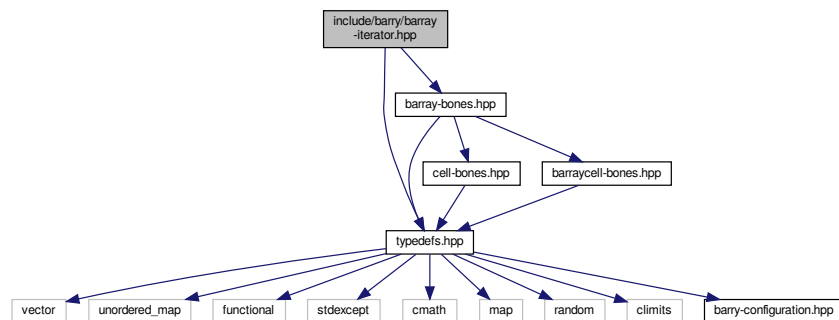 include/barry/barray
-iterator.hpp
barray-bones.hpp
cell-bones.hpp
barraycell-bones.hpp
typedefs.hpp
vector
unordered_map
functional
stdexcept
cmath
map
random
climits
barry-configuration.hpp